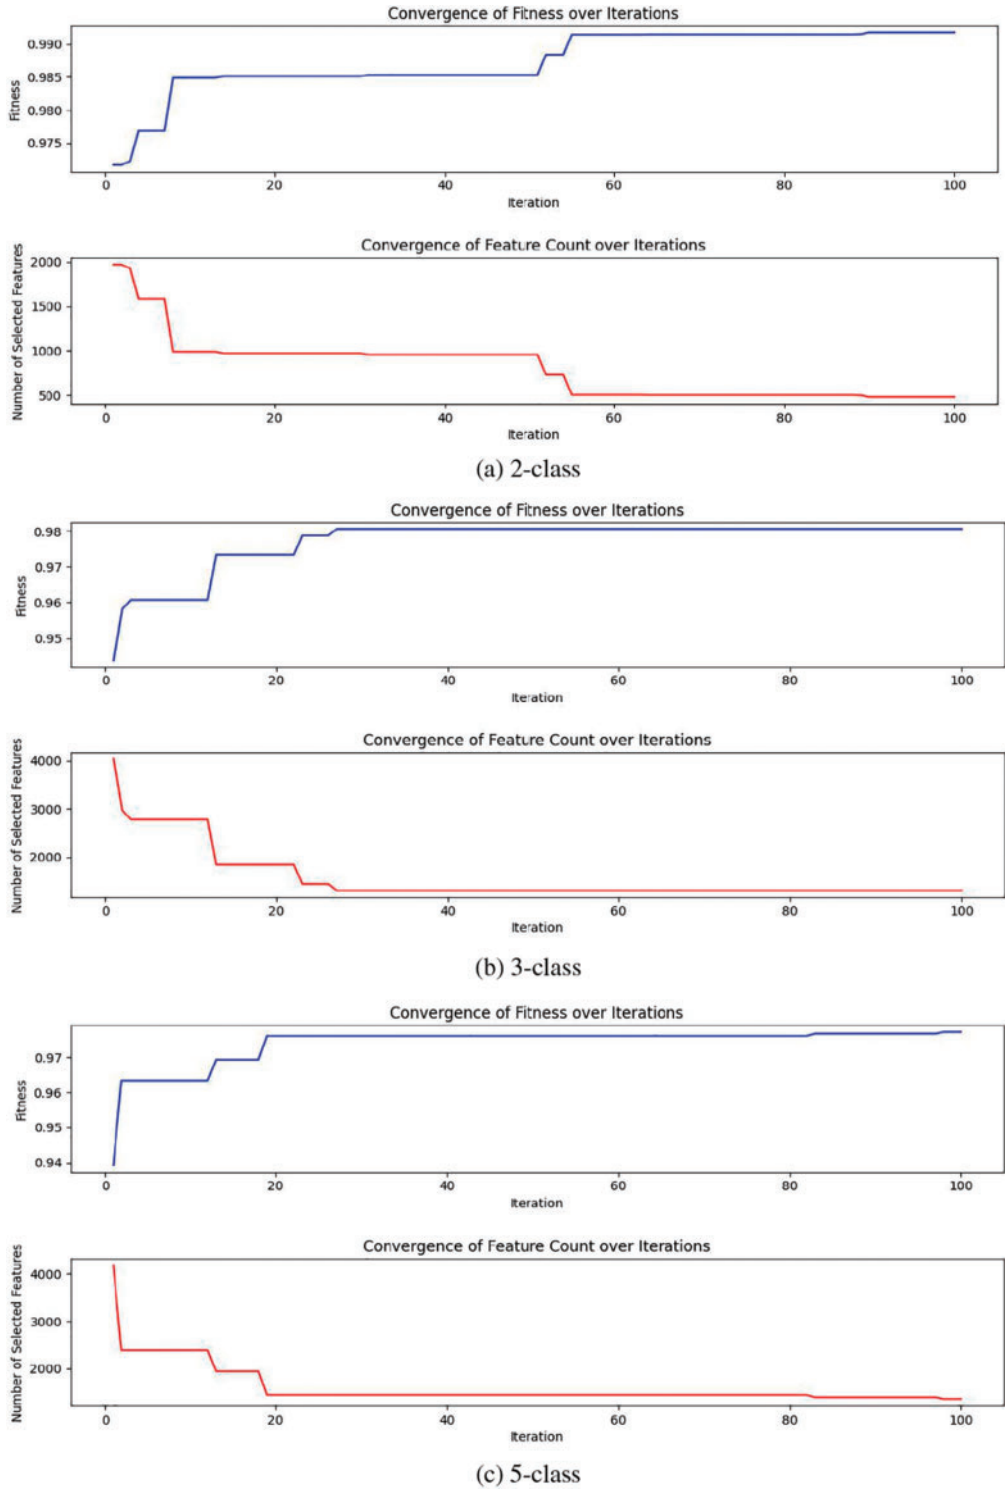 Convergence of Fitness over Iterations
0.990
0.985
0.980
0.975
Fitness
0 20 40 60 80 100
Iteration
Convergence of Feature Count over Iterations
2000
1500
1000
500
Number of Selected Features
0 20 40 60 80 100
Iteration
(a) 2-class
Convergence of Fitness over Iterations
0.98
0.97
0.96
0.95
Fitness
0 20 40 60 80 100
Iteration
Convergence of Feature Count over Iterations
4000
3000
2000
Number of Selected Features
0 20 40 60 80 100
Iteration
(b) 3-class
Convergence of Fitness over Iterations
0.97
0.96
0.95
0.94
Fitness
0 20 40 60 80 100
Iteration
Convergence of Feature Count over Iterations
4000
3000
2000
Number of Selected Features
0 20 40 60 80 100
Iteration
(c) 5-class